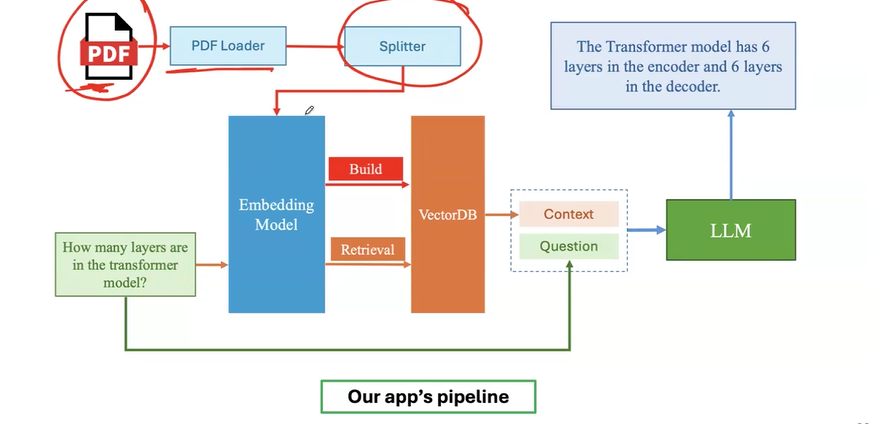 PDF
PDF Loader
Splitter
The Transformer model has 6
layers in the encoder and 6 layers
in the decoder.
Build
Embedding
Model
VectorDB
Context
Question
LLM
Retrieval
How many layers are
in the transformer
model?
Our app's pipeline